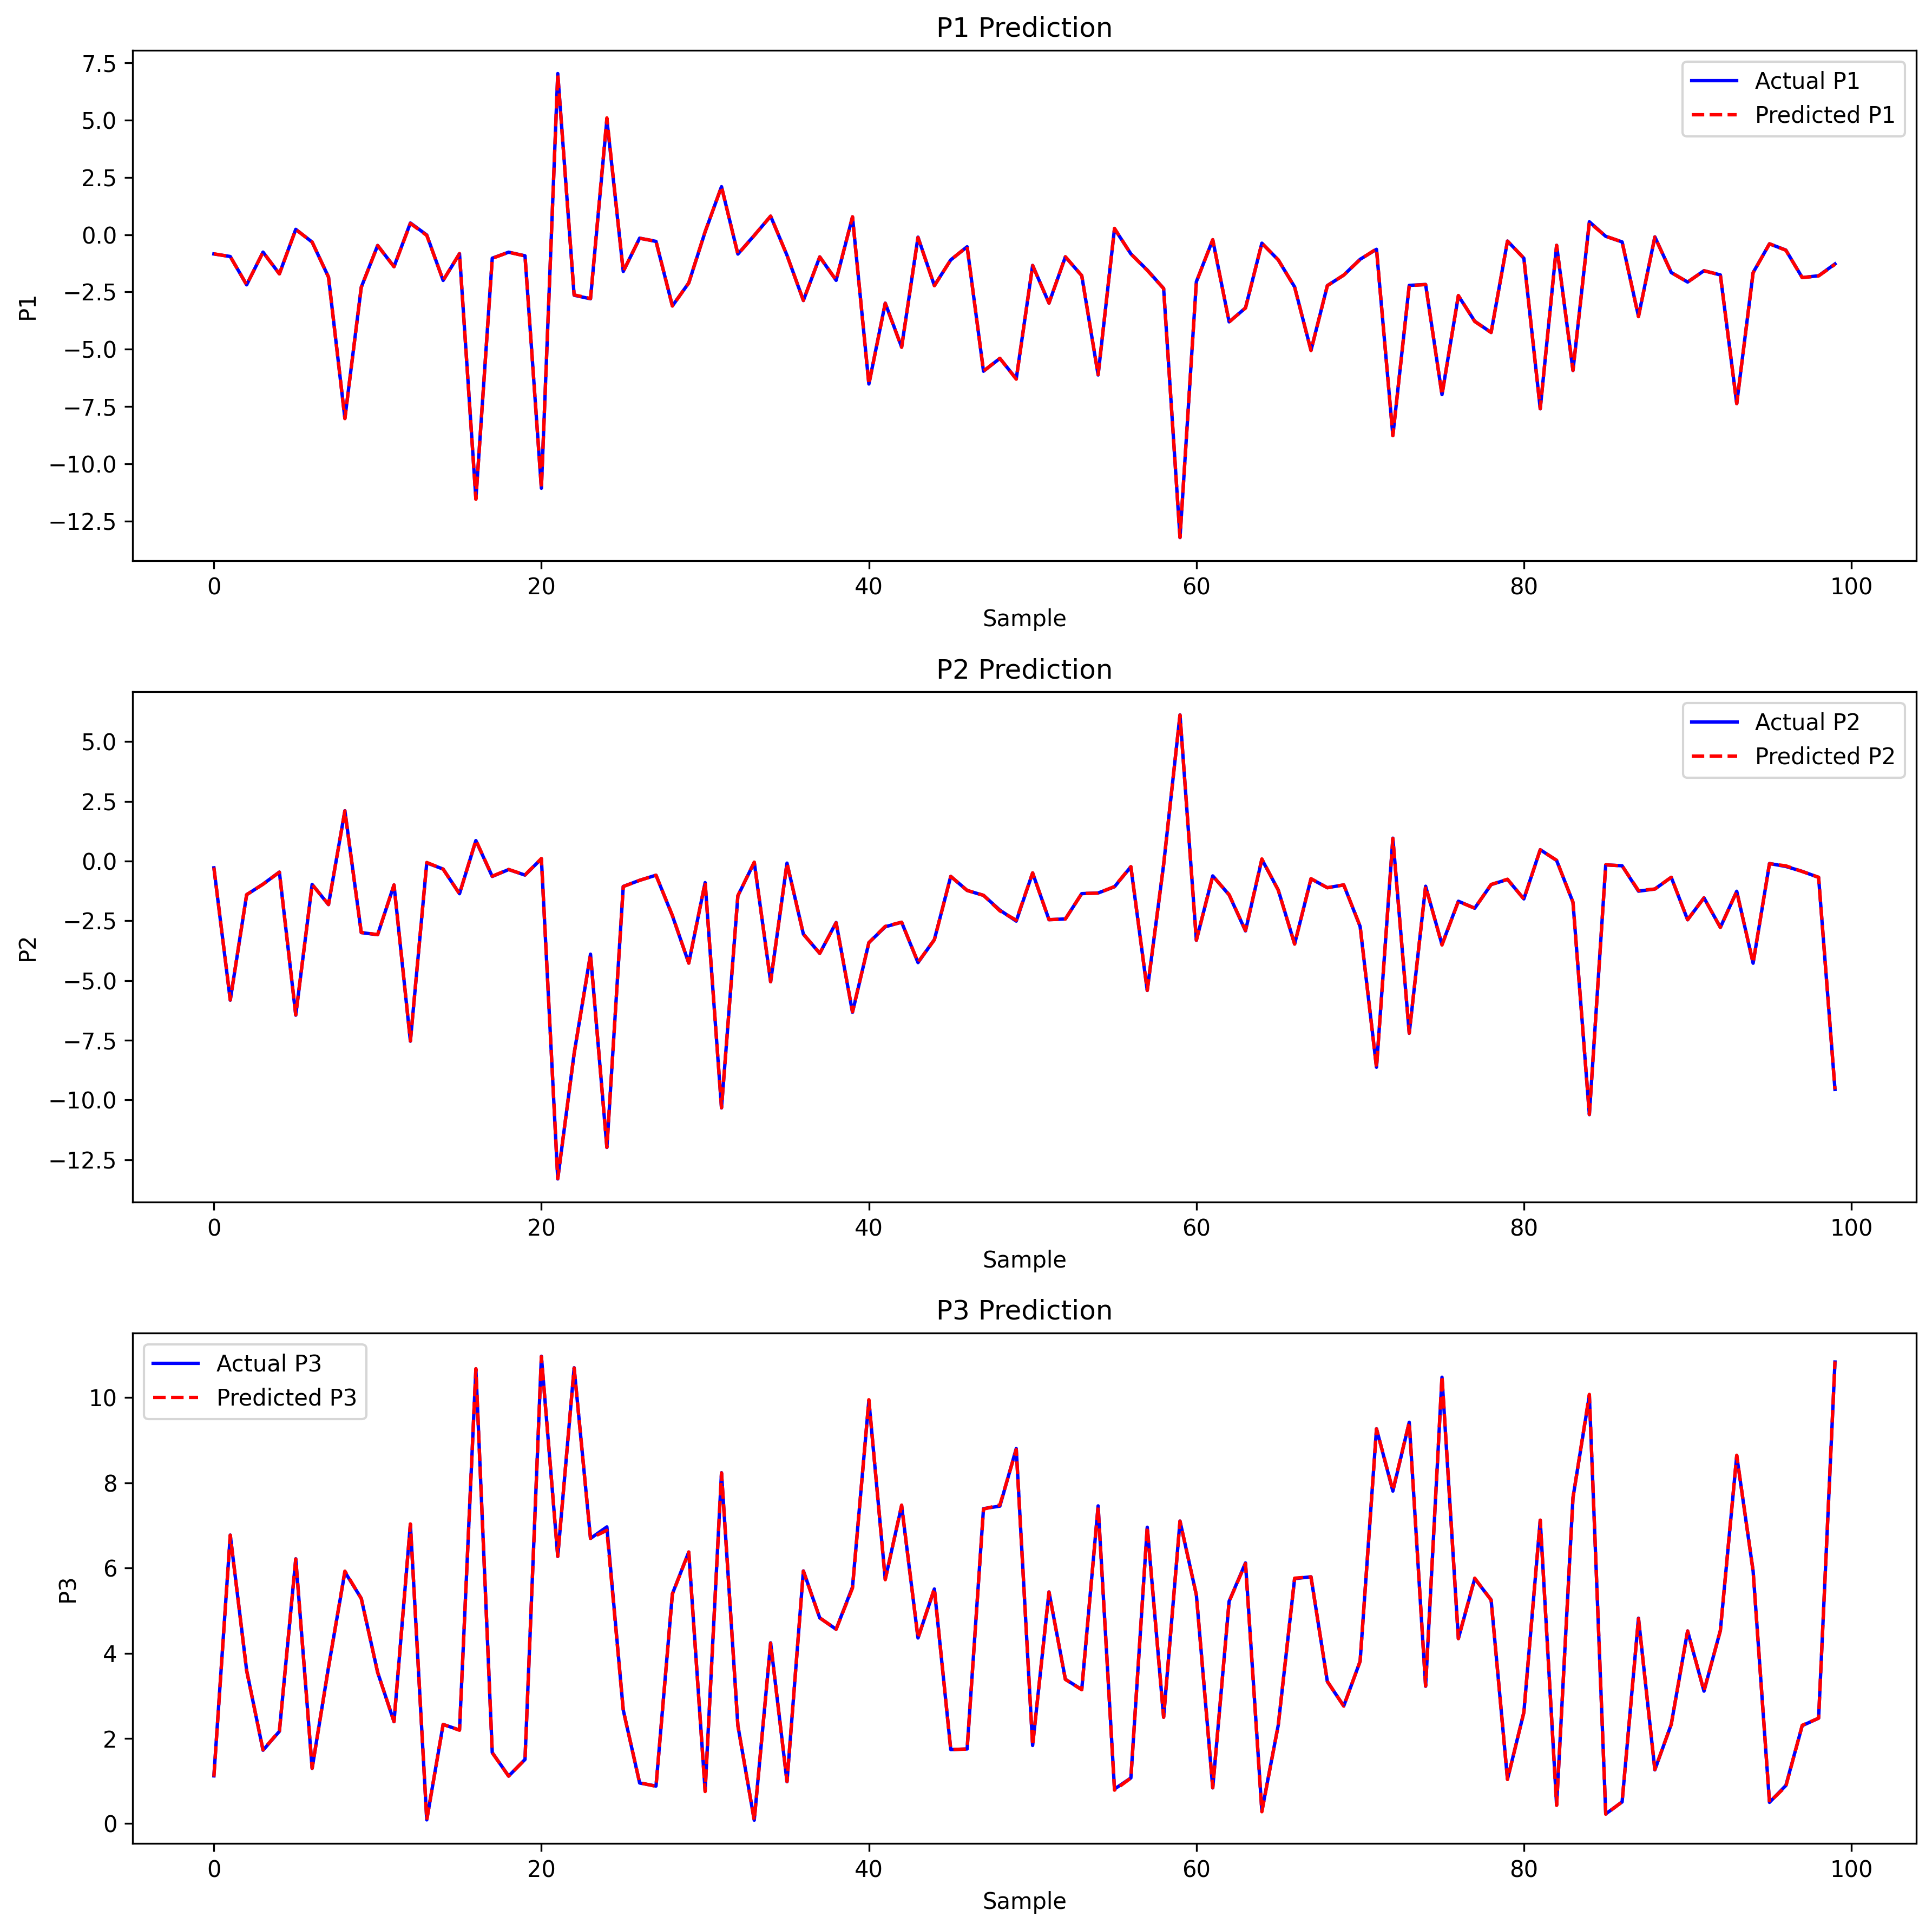 P1 Prediction
7.5
5.0
2.5
0.0
−2.5
−5.0
−7.5
−10.0
−12.5
P1
Actual P1
Predicted P1
0 20 40 60 80 100
Sample
P2 Prediction
5.0
2.5
0.0
−2.5
−5.0
−7.5
−10.0
−12.5
P2
Actual P2
Predicted P2
0 20 40 60 80 100
Sample
P3 Prediction
Actual P3
Predicted P3
10
8
6
4
2
0
P3
0 20 40 60 80 100
Sample